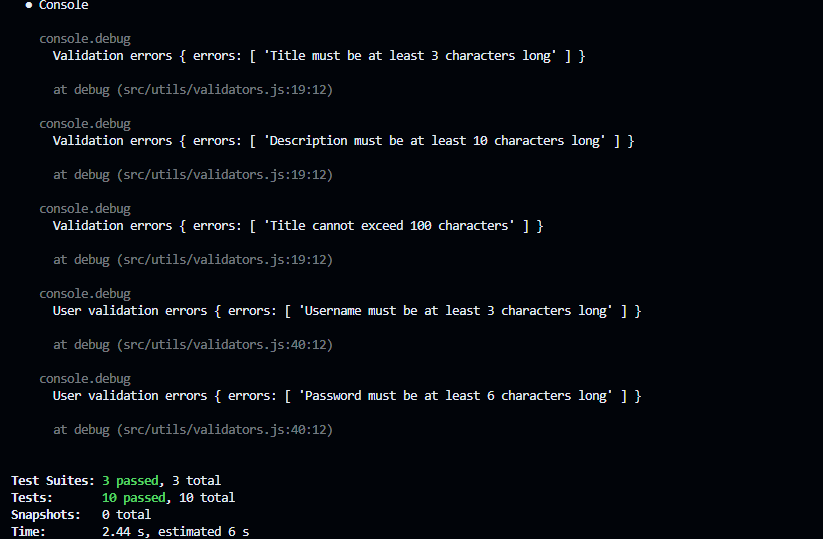 ● Console
console.debug
Validation errors { errors: [ 'Title must be at least 3 characters long' ] }
at debug (src/utils/validators.js:19:12)
console.debug
Validation errors { errors: [ 'Description must be at least 10 characters long' ] }
at debug (src/utils/validators.js:19:12)
console.debug
Validation errors { errors: [ 'Title cannot exceed 100 characters' ] }
at debug (src/utils/validators.js:19:12)
console.debug
User validation errors { errors: [ 'Username must be at least 3 characters long' ] }
at debug (src/utils/validators.js:40:12)
console.debug
User validation errors { errors: [ 'Password must be at least 6 characters long' ] }
at debug (src/utils/validators.js:40:12)
Test Suites: 3 passed, 3 total
Tests: 10 passed, 10 total
Snapshots: 0 total
Time: 2.44 s, estimated 6 s